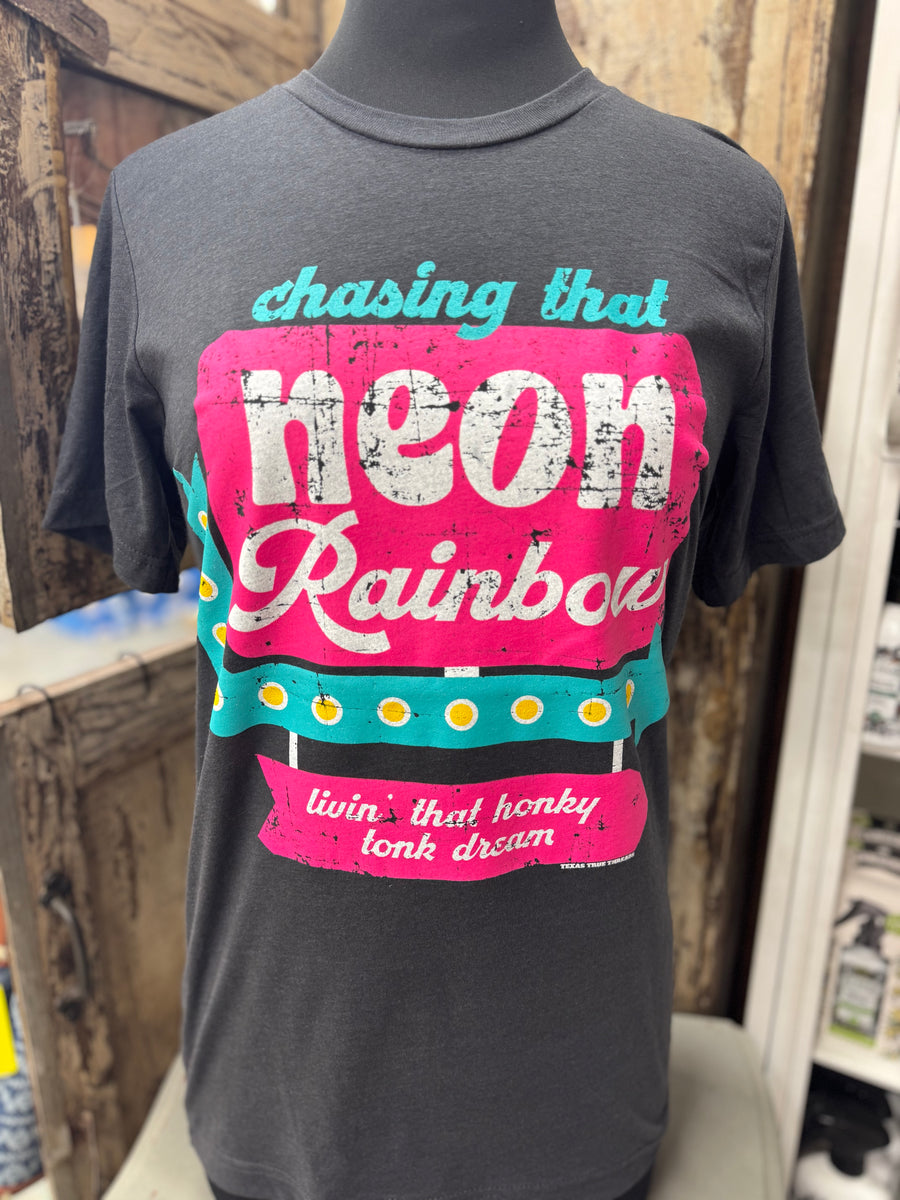 chasing that
neon
Rainbow
livin' that honky
tonk dream
TEXAS TRUE THREADS